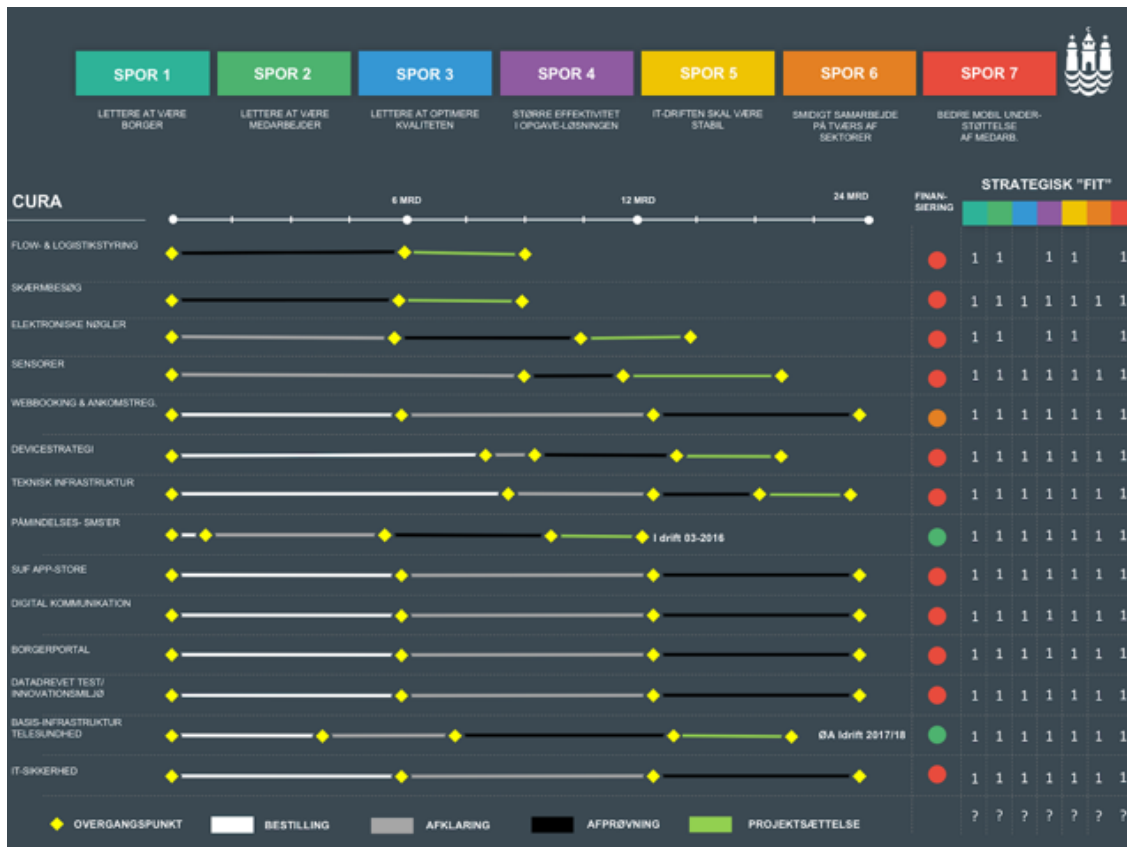 SPOR 1
SPOR 2
SPOR 3
SPOR 4
SPOR 5
SPOR 6
SPOR 7
LETTERE AT VÆRE
BORGER
LETTERE AT VÆRE
MEDARBEJDER
LETTERE AT OPTIMERE
KVALITETEN
STØRRE EFFEKTIVITET
I OPGAVE-LØSNINGEN
IT-DRIFTEN SKAL VÆRE
STABIL
SMIDIGT SAMARBEJDE
PÅ TVÆRS AF
SEKTORER
BEDRE MOBIL UNDER-
STØTTELSE
AF MEDARB.
CURA
6 MRD
12 MRD
24 MRD
FINAN-
SIERING
STRATEGISK "FIT"
FLOW- & LOGISTIKSTYRING
1 1 1 1 1
SKÆRMBESØG
1 1 1 1 1 1 1
ELEKTRONISKE NØGLER
1 1 1 1 1
SENSORER
1 1 1 1 1 1 1
WEBBOOKING & ANKOMSTREG.
1 1 1 1 1 1 1
DEVICESTRATEGI
1 1 1 1 1 1 1
TEKNISK INFRASTRUKTUR
1 1 1 1 1 1 1
PÅMINDELSES- SMS'ER
I drift 03-2016
1 1 1 1 1 1 1
SUF APP-STORE
1 1 1 1 1 1 1
DIGITAL KOMMUNIKATION
1 1 1 1 1 1 1
BORGERPORTAL
1 1 1 1 1 1 1
DATADREVET TEST/
INNOVATIONSMILJØ
1 1 1 1 1 1 1
BASIS-INFRASTRUKTUR
TELESUNDHED
ØA Idrift 2017/18
1 1 1 1 1 1 1
IT-SIKKERHED
1 1 1 1 1 1 1
? ? ? ? ? ? ?
OVERGANGSPUNKT
BESTILLING
AFKLARING
AFPRØVNING
PROJEKTSÆTTELSE